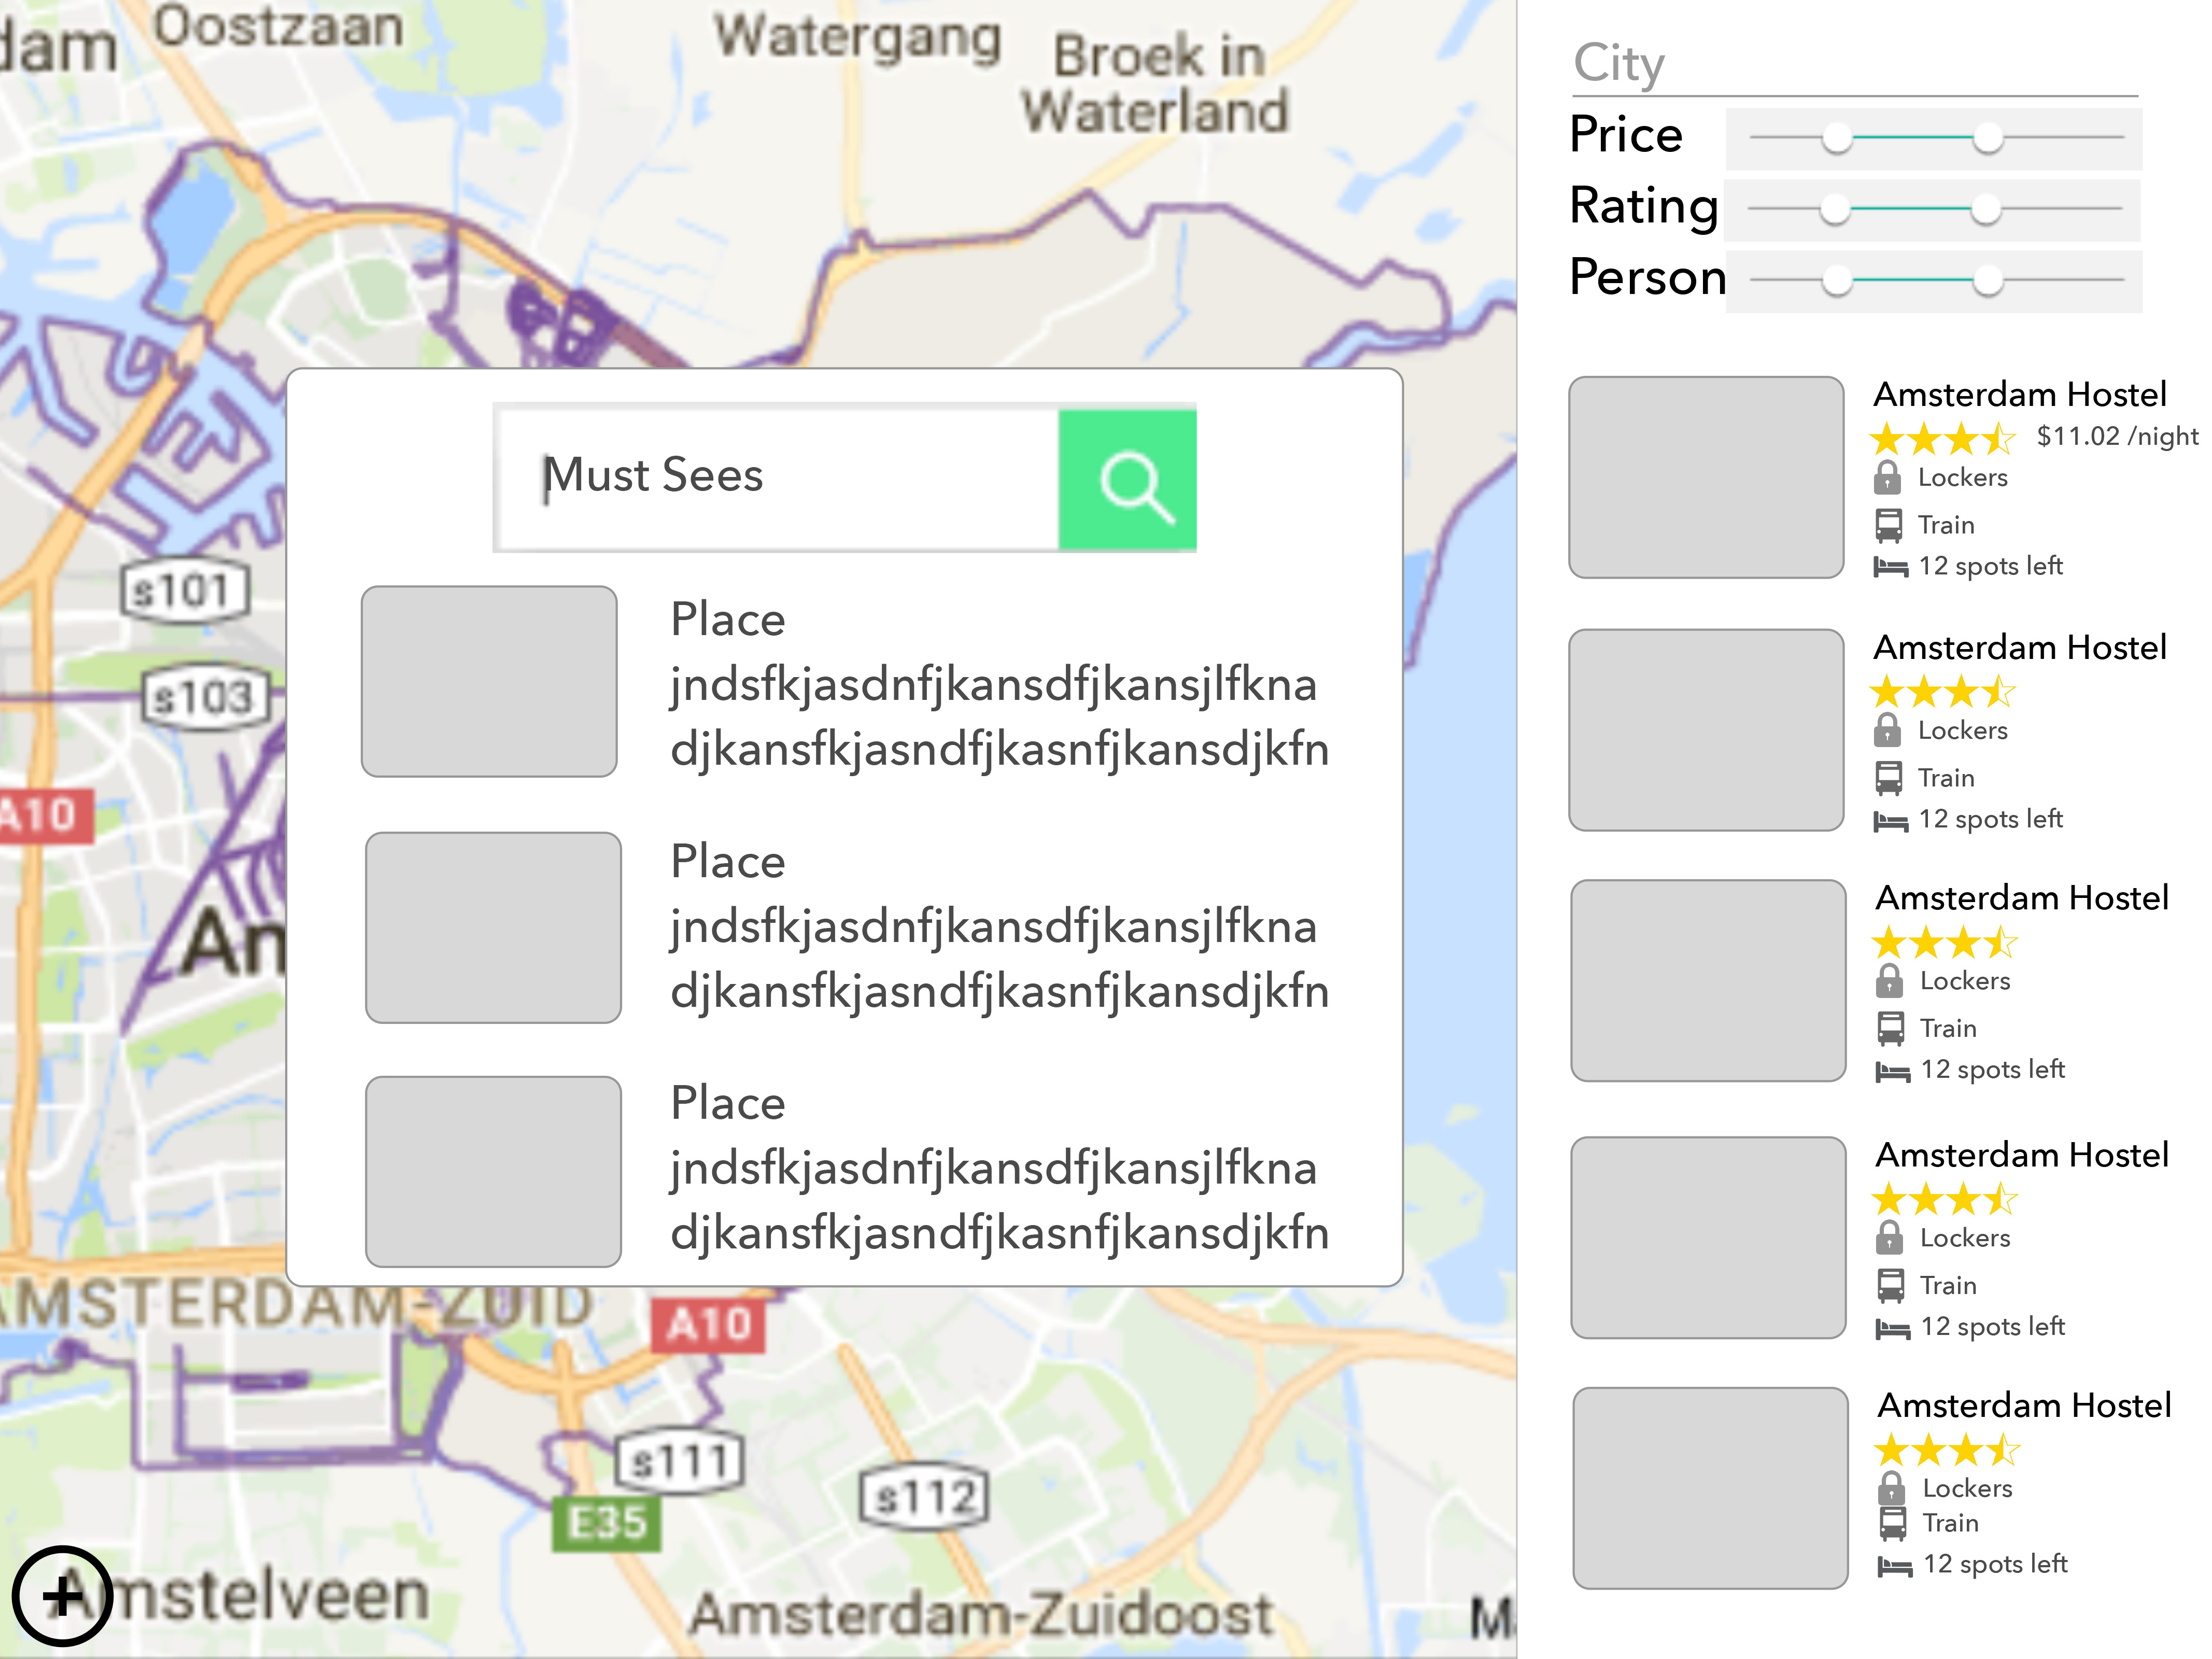 dam
Oostzaan
Watergang
Broek in
Waterland
s101
s103
A10
Am
AMSTERDAM-ZUID
A10
s111
s112
E35
Amstelveen
Amsterdam-Zuidoost
M
Must Sees
Place
jndsfkjasdnfjkansdfjkansjlfkna
djkansfkjasndfjkasnfjkansdjkfn
Place
jndsfkjasdnfjkansdfjkansjlfkna
djkansfkjasndfjkasnfjkansdjkfn
Place
jndsfkjasdnfjkansdfjkansjlfkna
djkansfkjasndfjkasnfjkansdjkfn
City
Price
Rating
Person
Amsterdam Hostel
$11.02 /night
Lockers
Train
12 spots left
Amsterdam Hostel
Lockers
Train
12 spots left
Amsterdam Hostel
Lockers
Train
12 spots left
Amsterdam Hostel
Lockers
Train
12 spots left
Amsterdam Hostel
Lockers
Train
12 spots left